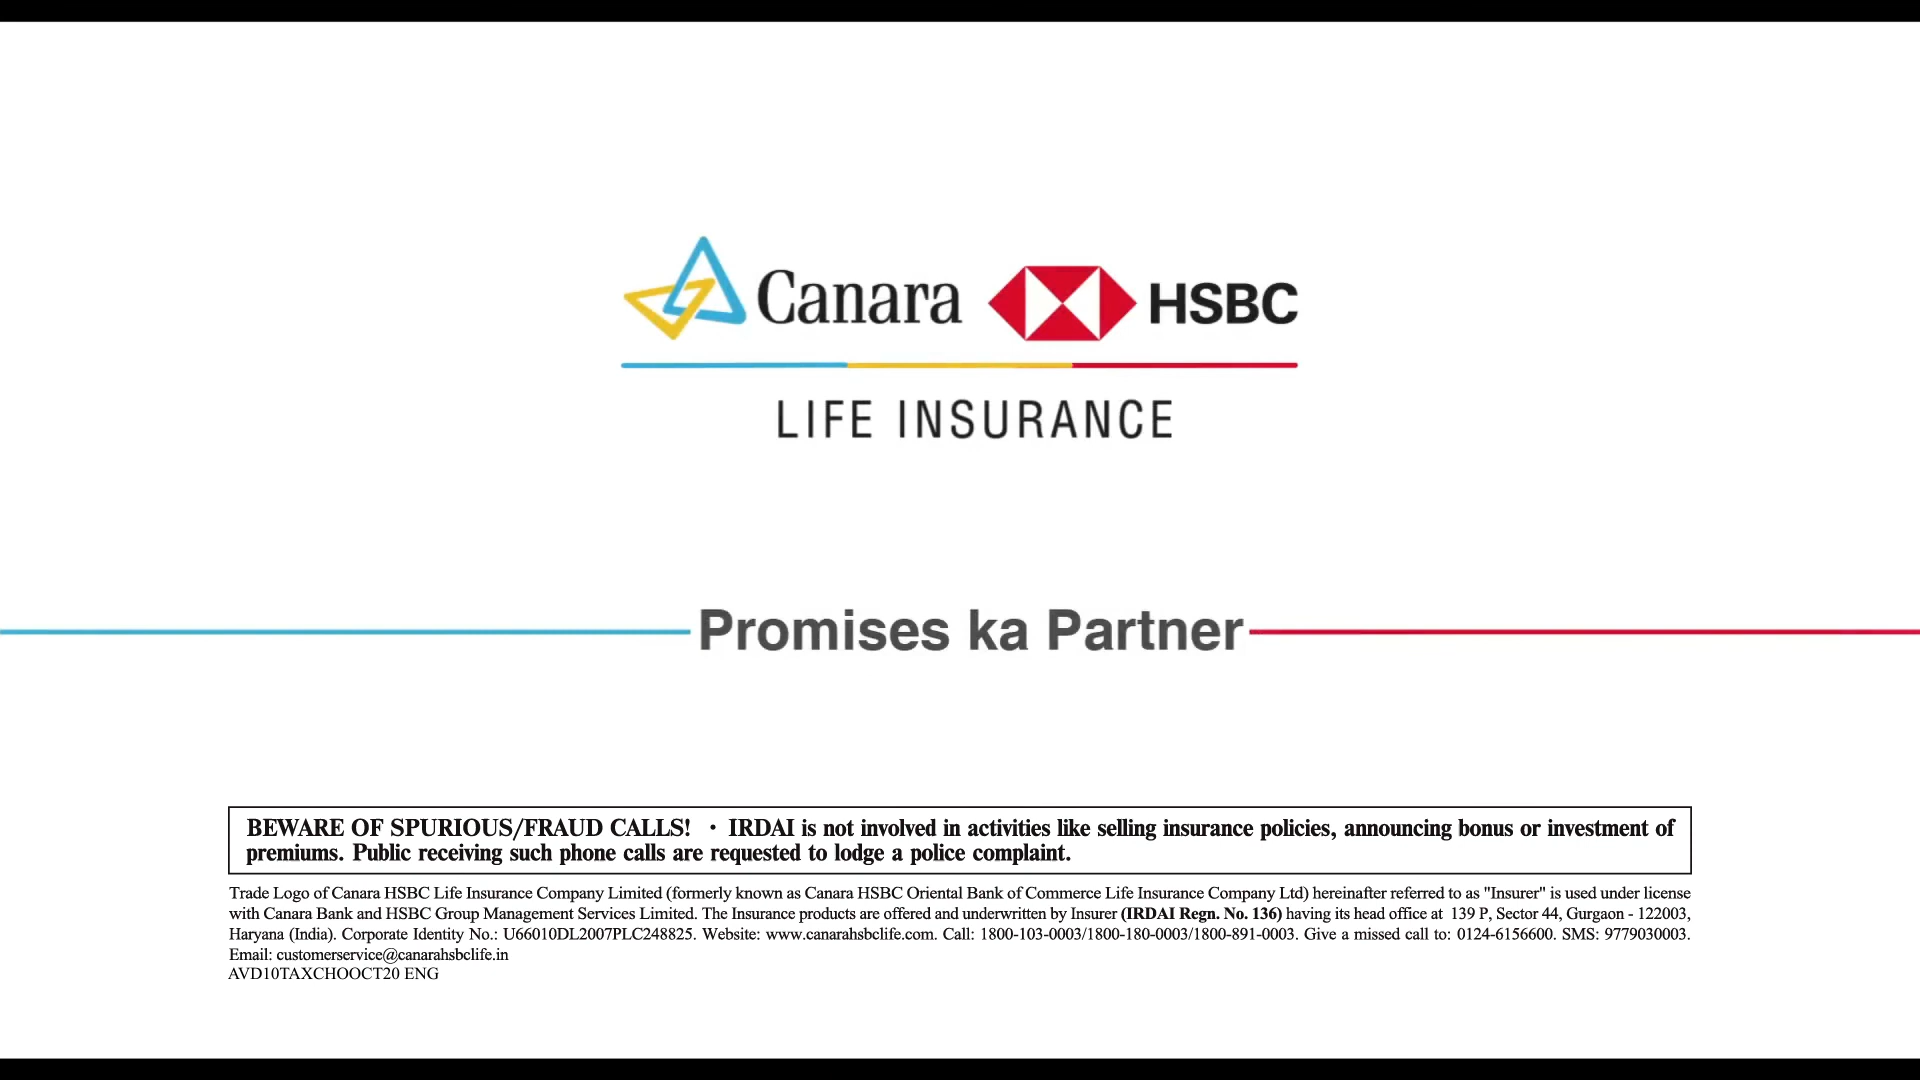 Canara HSBC
LIFE INSURANCE
Promises ka Partner
BEWARE OF SPURIOUS/FRAUD CALLS! • IRDAI is not involved in activities like selling insurance policies, announcing bonus or investment of
premiums. Public receiving such phone calls are requested to lodge a police complaint.
Trade Logo of Canara HSBC Life Insurance Company Limited (formerly known as Canara HSBC Oriental Bank of Commerce Life Insurance Company Ltd) hereinafter referred to as "Insurer" is used under license
with Canara Bank and HSBC Group Management Services Limited. The Insurance products are offered and underwritten by Insurer (IRDAI Regn. No. 136) having its head office at 139 P, Sector 44, Gurgaon - 122003,
Haryana (India). Corporate Identity No.: U66010DL2007PLC248825. Website: www.canarahsbclife.com. Call: 1800-103-0003/1800-180-0003/1800-891-0003. Give a missed call to: 0124-6156600. SMS: 9779030003.
Email: customerservice@canarahsbclife.in
AVD10TAXCHOOCT20 ENG